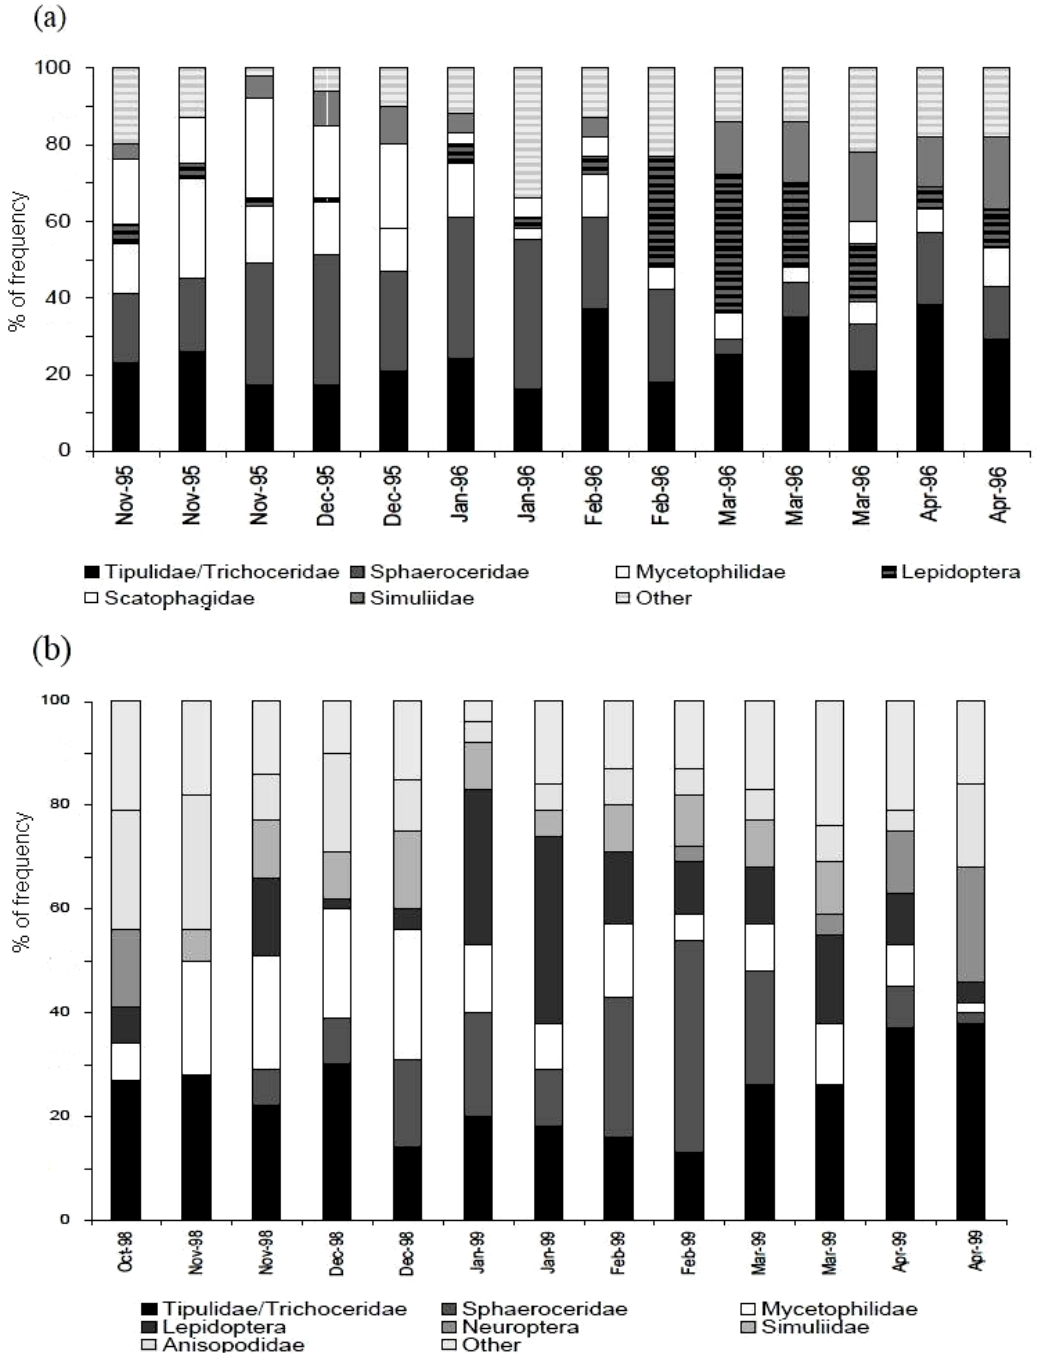 (a)
100
80
60
40
20
0
% of frequency
Nov-95 Nov-95 Nov-95 Dec-95 Dec-95 Jan-96 Jan-96 Feb-96 Feb-96 Mar-96 Mar-96 Mar-96 Apr-96 Apr-96
Tipulidae/Trichoceridae Sphaeroceridae Mycetophilidae Lepidoptera
Scatophagidae Simuliidae Other
(b)
100
80
60
40
20
0
% of frequency
Oct-98 Nov-98 Nov-98 Dec-98 Dec-98 Jan-99 Jan-99 Feb-99 Feb-99 Mar-99 Mar-99 Apr-99 Apr-99
Tipulidae/Trichoceridae Sphaeroceridae Mycetophilidae
Lepidoptera Neuroptera Simuliidae
Anisopodidae Other